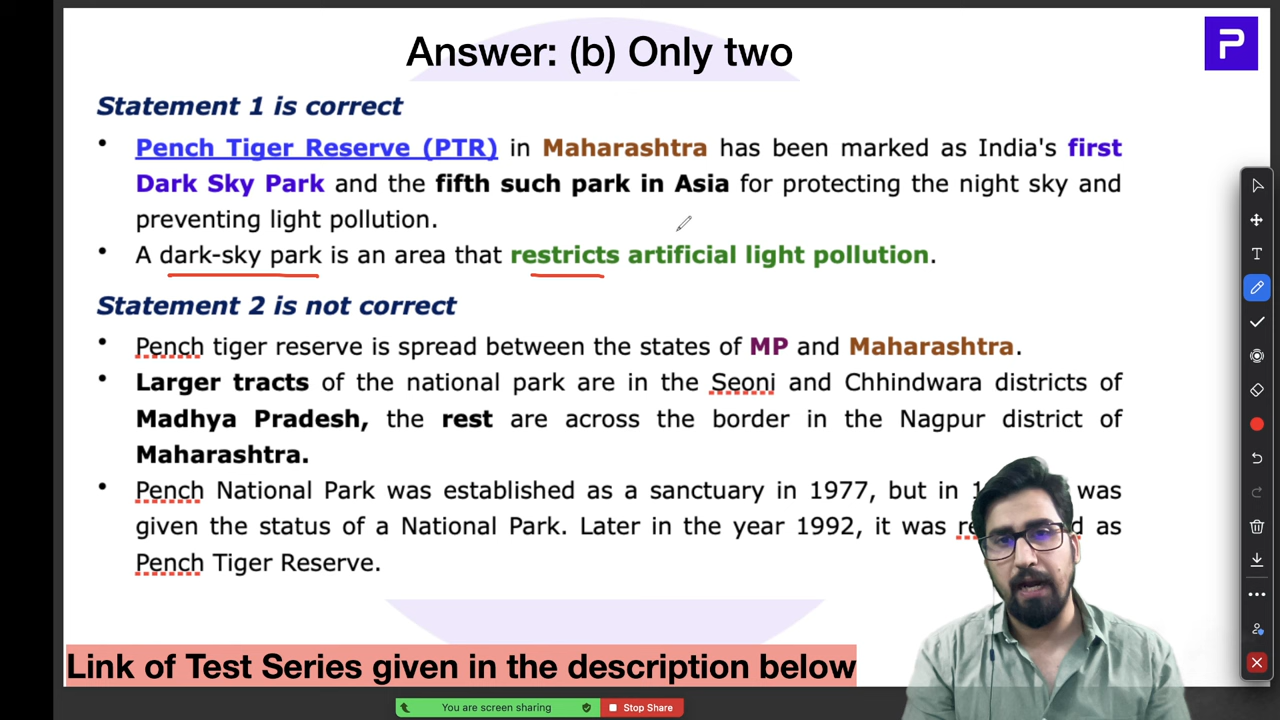 Answer: (b) Only two
P
Statement 1 is correct
• Pench Tiger Reserve (PTR) in Maharashtra has been marked as India's first
Dark Sky Park and the fifth such park in Asia for protecting the night sky and
preventing light pollution.
• A dark-sky park is an area that restricts artificial light pollution.
Statement 2 is not correct
• Pench tiger reserve is spread between the states of MP and Maharashtra.
• Larger tracts of the national park are in the Seoni and Chhindwara districts of
Madhya Pradesh, the rest are across the border in the Nagpur district of
Maharashtra.
• Pench National Park was established as a sanctuary in 1977, but in was
given the status of a National Park. Later in the year 1992, it was as
Pench Tiger Reserve.
Link of Test Series given in the description below
You are screen sharing
Stop Share
T